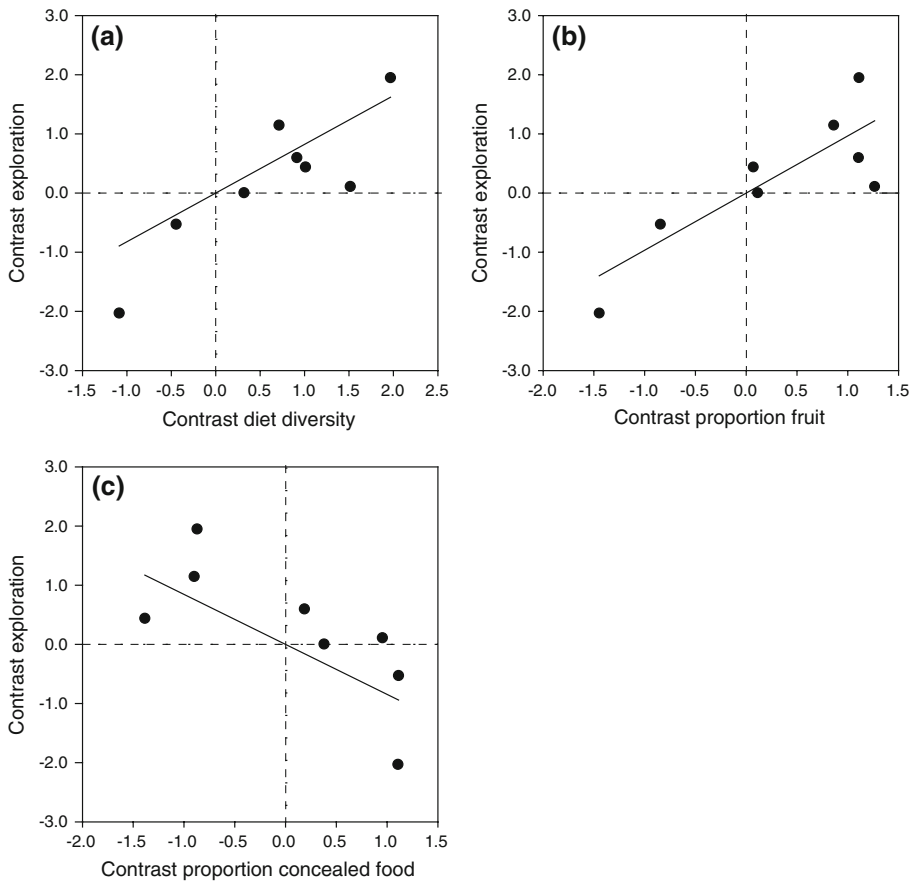 (a)
3.0
2.0
1.0
0.0
-1.0
-2.0
-3.0
Contrast exploration
-1.5 -1.0 -0.5 0.0 0.5 1.0 1.5 2.0 2.5
Contrast diet diversity
(b)
3.0
2.0
1.0
0.0
-1.0
-2.0
-3.0
Contrast exploration
-2.0 -1.5 -1.0 -0.5 0.0 0.5 1.0 1.5
Contrast proportion fruit
(c)
3.0
2.0
1.0
0.0
-1.0
-2.0
-3.0
Contrast exploration
-(2.0 -1.5 -1.0 -0.5 0.0 0.5 1.0 1.5
Contrast proportion concealed food